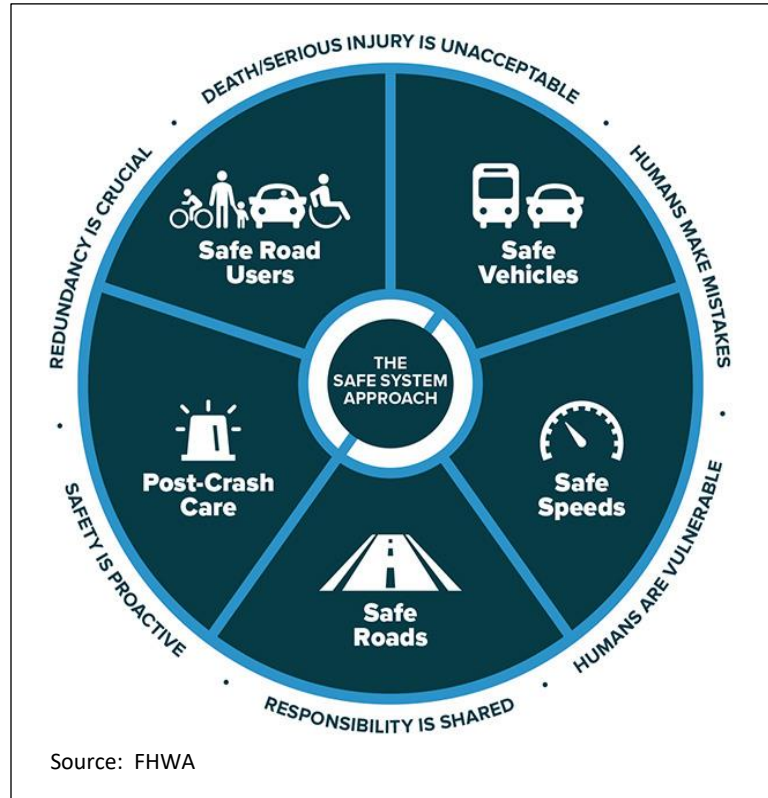 DEATH/SERIOUS INJURY IS UNACCEPTABLE
HUMANS MAKE MISTAKES
HUMANS ARE VULNERABLE
RESPONSIBILITY IS SHARED
SAFETY IS PROACTIVE
REDUNDANCY IS CRUCIAL
Safe Road
Users
Safe
Vehicles
THE
SAFE SYSTEM
APPROACH
Post-Crash
Care
Safe
Speeds
Safe
Roads
Source: FHWA